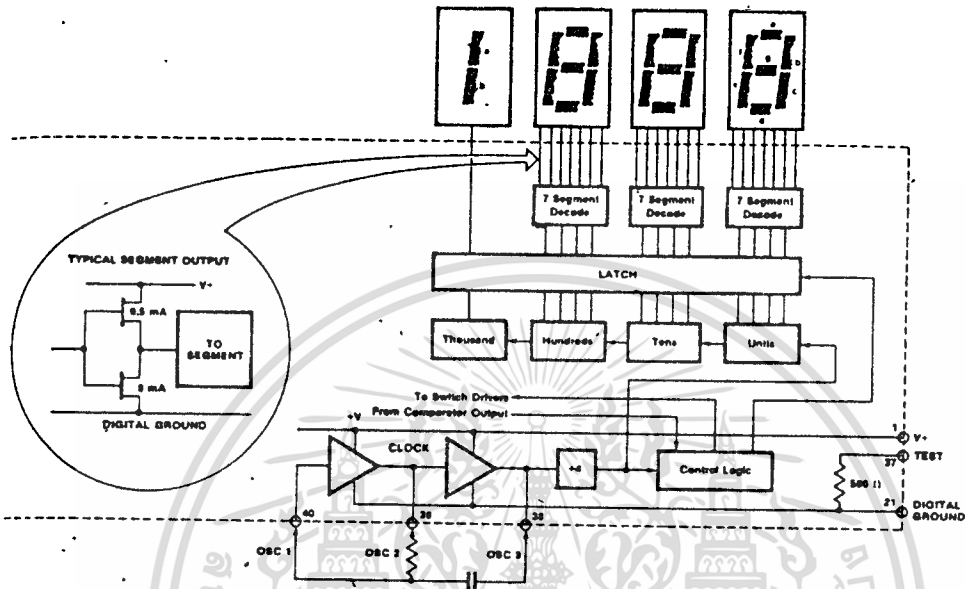 a
b
a
f
g
b
e
c
d
7 Segment
Decode
7 Segment
Decode
7 Segment
Decode
TYPICAL SEGMENT OUTPUT
V+
0.5 mA
TO
SEGMENT
8 mA
DIGITAL GROUND
LATCH
Thousand
Hundreds
Tens
Units
To Switch Drivers
From Comparator Output
+V
CLOCK
÷4
Control Logic
1
V+
37
TEST
500 Ω
21
DIGITAL
GROUND
40
39
38
OSC 1
OSC 2
OSC 3